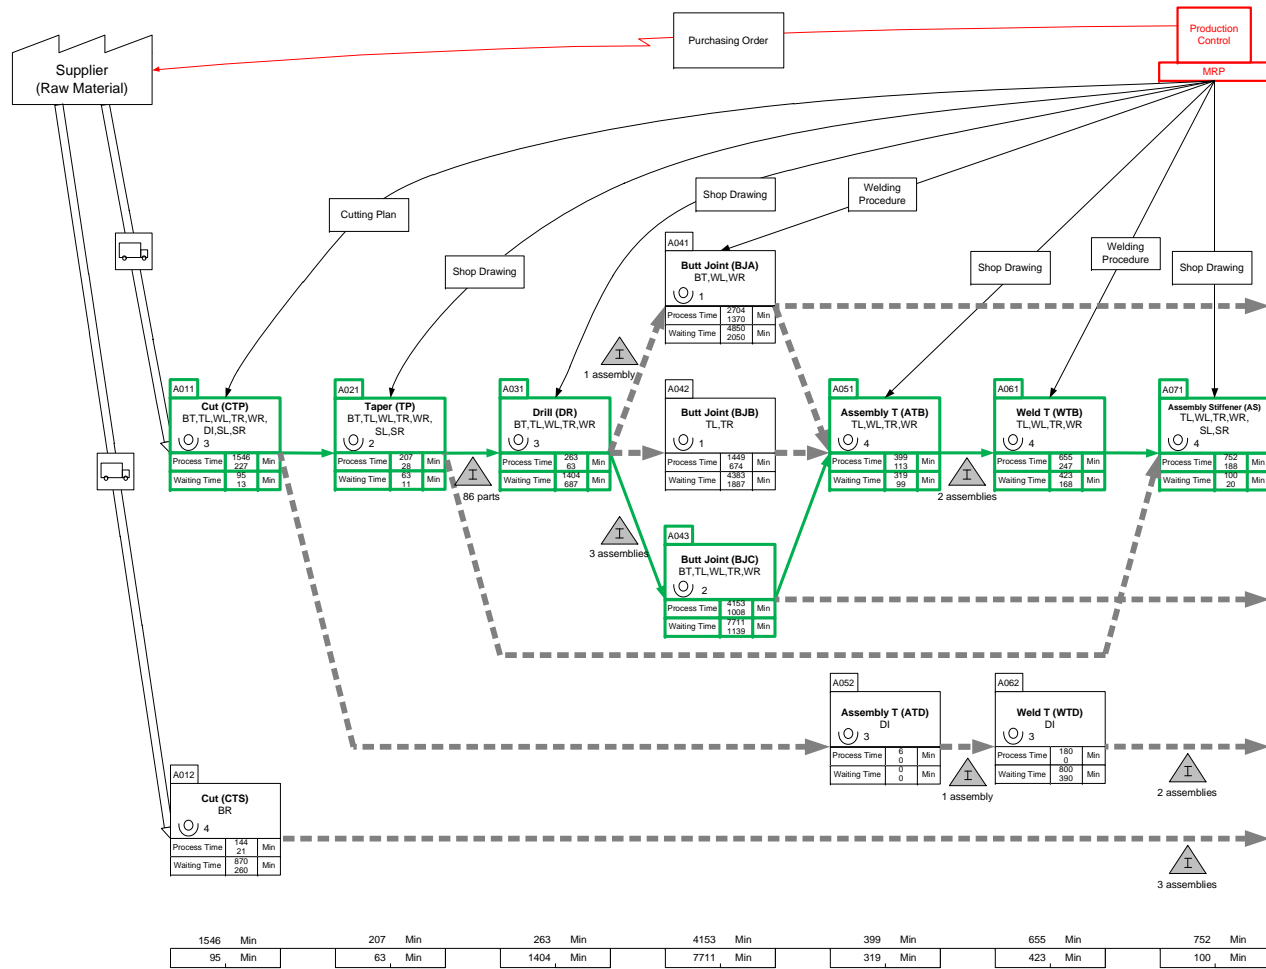 Purchasing Order
Production
Control
MRP
Supplier
(Raw Material)
Cutting Plan
Shop Drawing
Shop Drawing
Welding
Procedure
Shop Drawing
Welding
Procedure
Shop Drawing
A041
Butt Joint (BJA)
BT,WL,WR
1
Process Time 2704 Min
1370
Waiting Time 4850 Min
2050
I
1 assembly
A011
Cut (CTP)
BT,TL,WL,TR,WR,
DI,SL,SR
3
Process Time 1546 Min
227
Waiting Time 95 Min
13
A021
Taper (TP)
BT,TL,WL,TR,WR,
SL,SR
2
Process Time 207 Min
28
Waiting Time 63 Min
11
I
86 parts
A031
Drill (DR)
BT,TL,WL,TR,WR
3
Process Time 263 Min
63
Waiting Time 1404 Min
687
A042
Butt Joint (BJB)
TL,TR
1
Process Time 1449 Min
674
Waiting Time 4383 Min
1887
A051
Assembly T (ATB)
TL,WL,TR,WR
4
Process Time 399 Min
113
Waiting Time 319 Min
99
I
2 assemblies
A061
Weld T (WTB)
TL,WL,TR,WR
4
Process Time 655 Min
247
Waiting Time 423 Min
168
A071
Assembly Stiffener (AS)
TL,WL,TR,WR,
SL,SR
4
Process Time 752 Min
188
Waiting Time 100 Min
20
I
3 assemblies
A043
Butt Joint (BJC)
BT,TL,WL,TR,WR
2
Process Time 4153 Min
1008
Waiting Time 7711 Min
1139
A052
Assembly T (ATD)
DI
3
Process Time 6 Min
0
Waiting Time 0 Min
0
I
1 assembly
A062
Weld T (WTD)
DI
3
Process Time 180 Min
0
Waiting Time 800 Min
390
I
2 assemblies
A012
Cut (CTS)
BR
4
Process Time 144 Min
21
Waiting Time 870 Min
260
I
3 assemblies
1546 Min 207 Min 263 Min 4153 Min 399 Min 655 Min 752 Min
95 Min 63 Min 1404 Min 7711 Min 319 Min 423 Min 100 Min